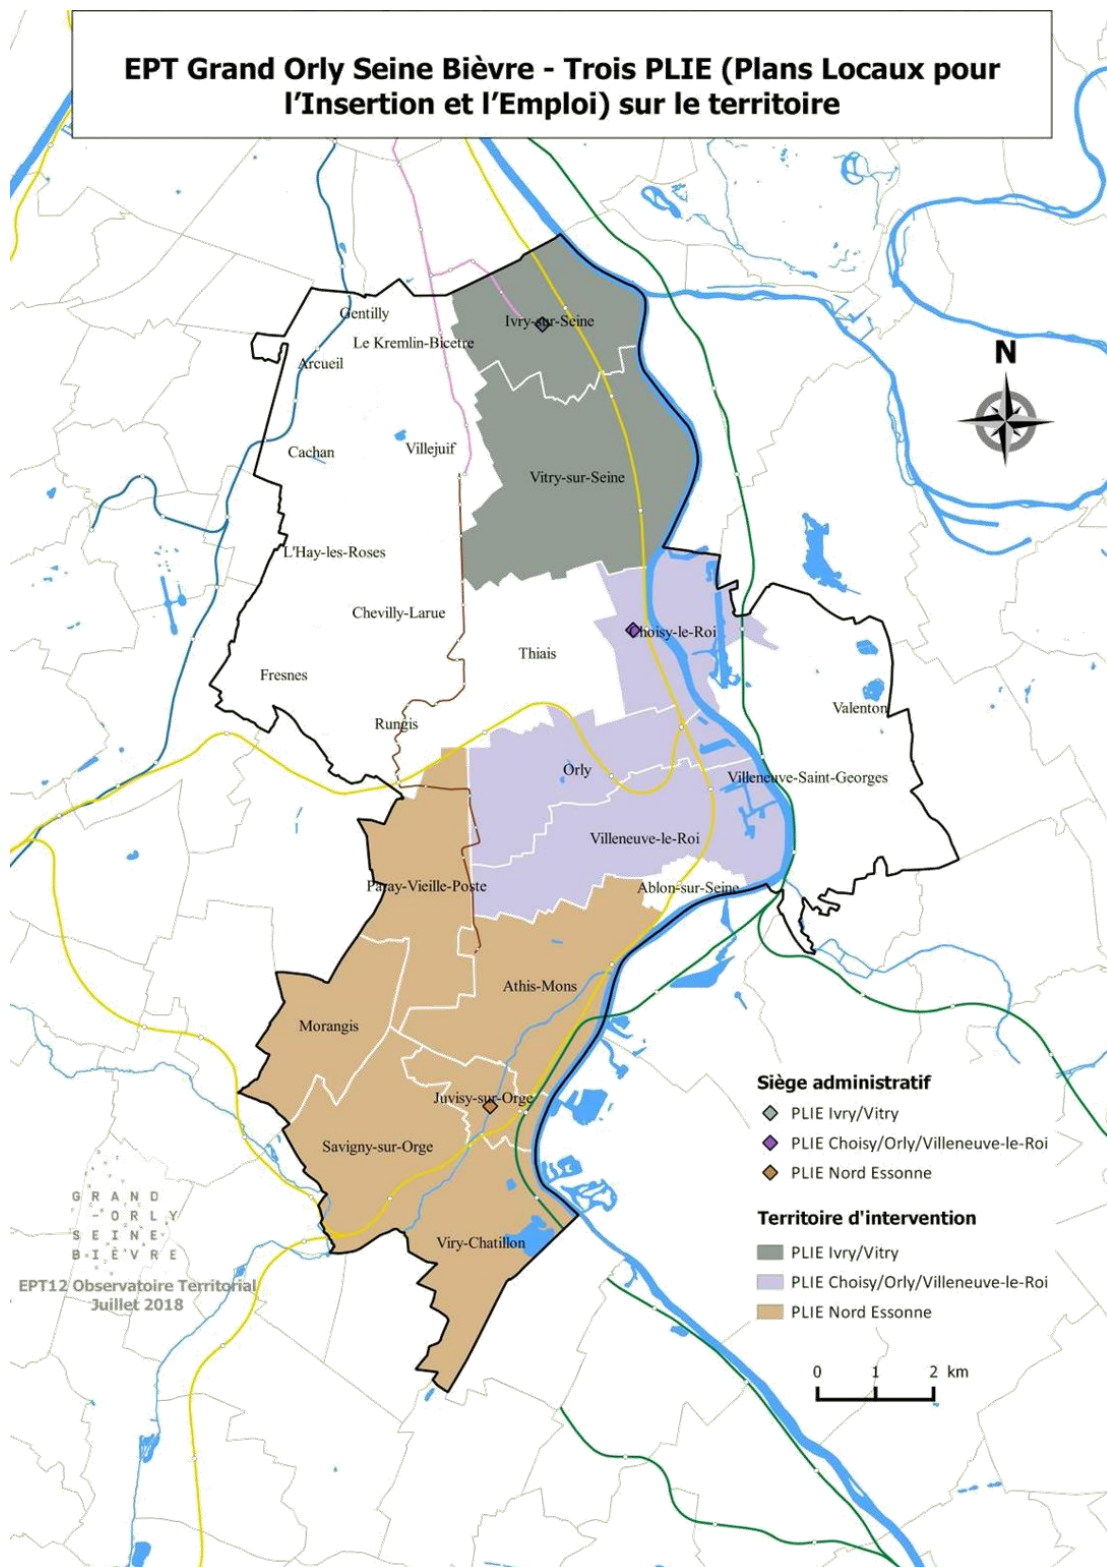 EPT Grand Orly Seine Bièvre - Trois PLIE (Plans Locaux pour
l'Insertion et l'Emploi) sur le territoire
Gentilly
Ivry-sur-Seine
Le Kremlin-Bicetre
N
Arcueil
Cachan
Villejuif
Vitry-sur-Seine
L'Hay-les-Roses
Chevilly-Larue
Choisy-le-Roi
Thiais
Fresnes
Valenton
Rungis
Orly
Villeneuve-Saint-Georges
Villeneuve-le-Roi
Paray-Vieille-Poste
Ablon-sur-Seine
Athis-Mons
Morangis
Juvisy-sur-Orge
Savigny-sur-Orge
Viry-Chatillon
Siège administratif
PLIE Ivry/Vitry
PLIE Choisy/Orly/Villeneuve-le-Roi
PLIE Nord Essonne
Territoire d'intervention
PLIE Ivry/Vitry
PLIE Choisy/Orly/Villeneuve-le-Roi
PLIE Nord Essonne
GRAND
-ORLY
SEINE
BIÈVRE
EPT12 Observatoire Territorial
Juillet 2018
0 1 2 km